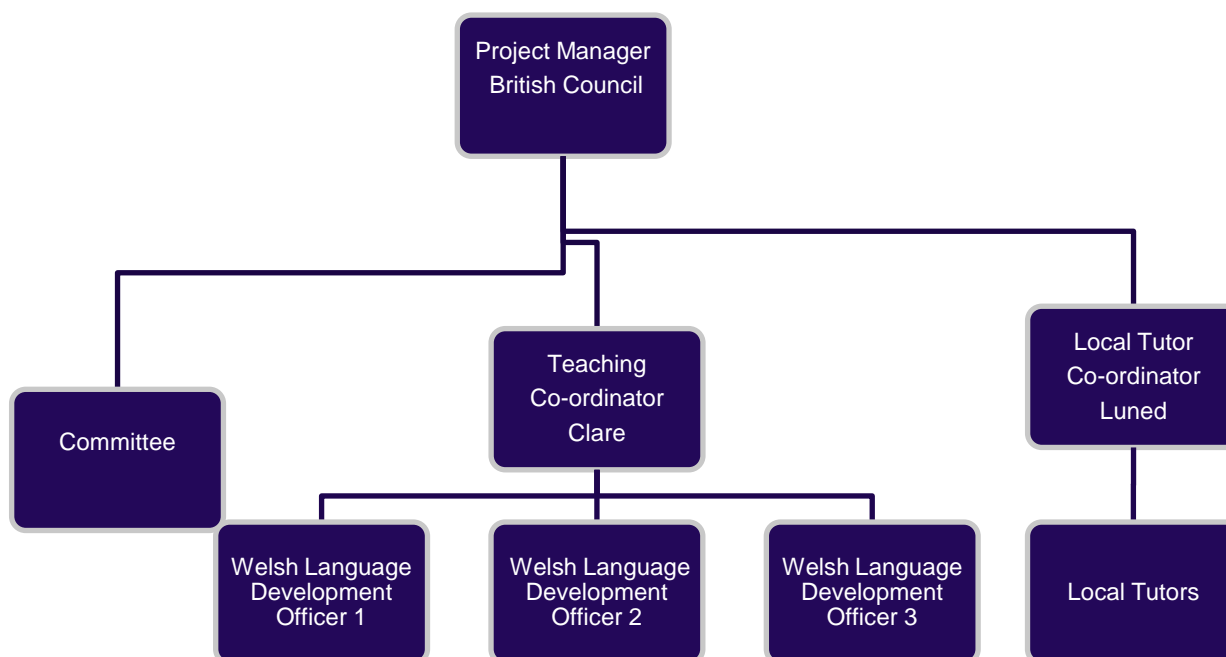 Project Manager
British Council
Local Tutor
Co-ordinator
Luned
Teaching
Co-ordinator
Clare
Committee
Welsh Language
Development
Officer 1
Welsh Language
Development
Officer 2
Welsh Language
Development
Officer 3
Local Tutors